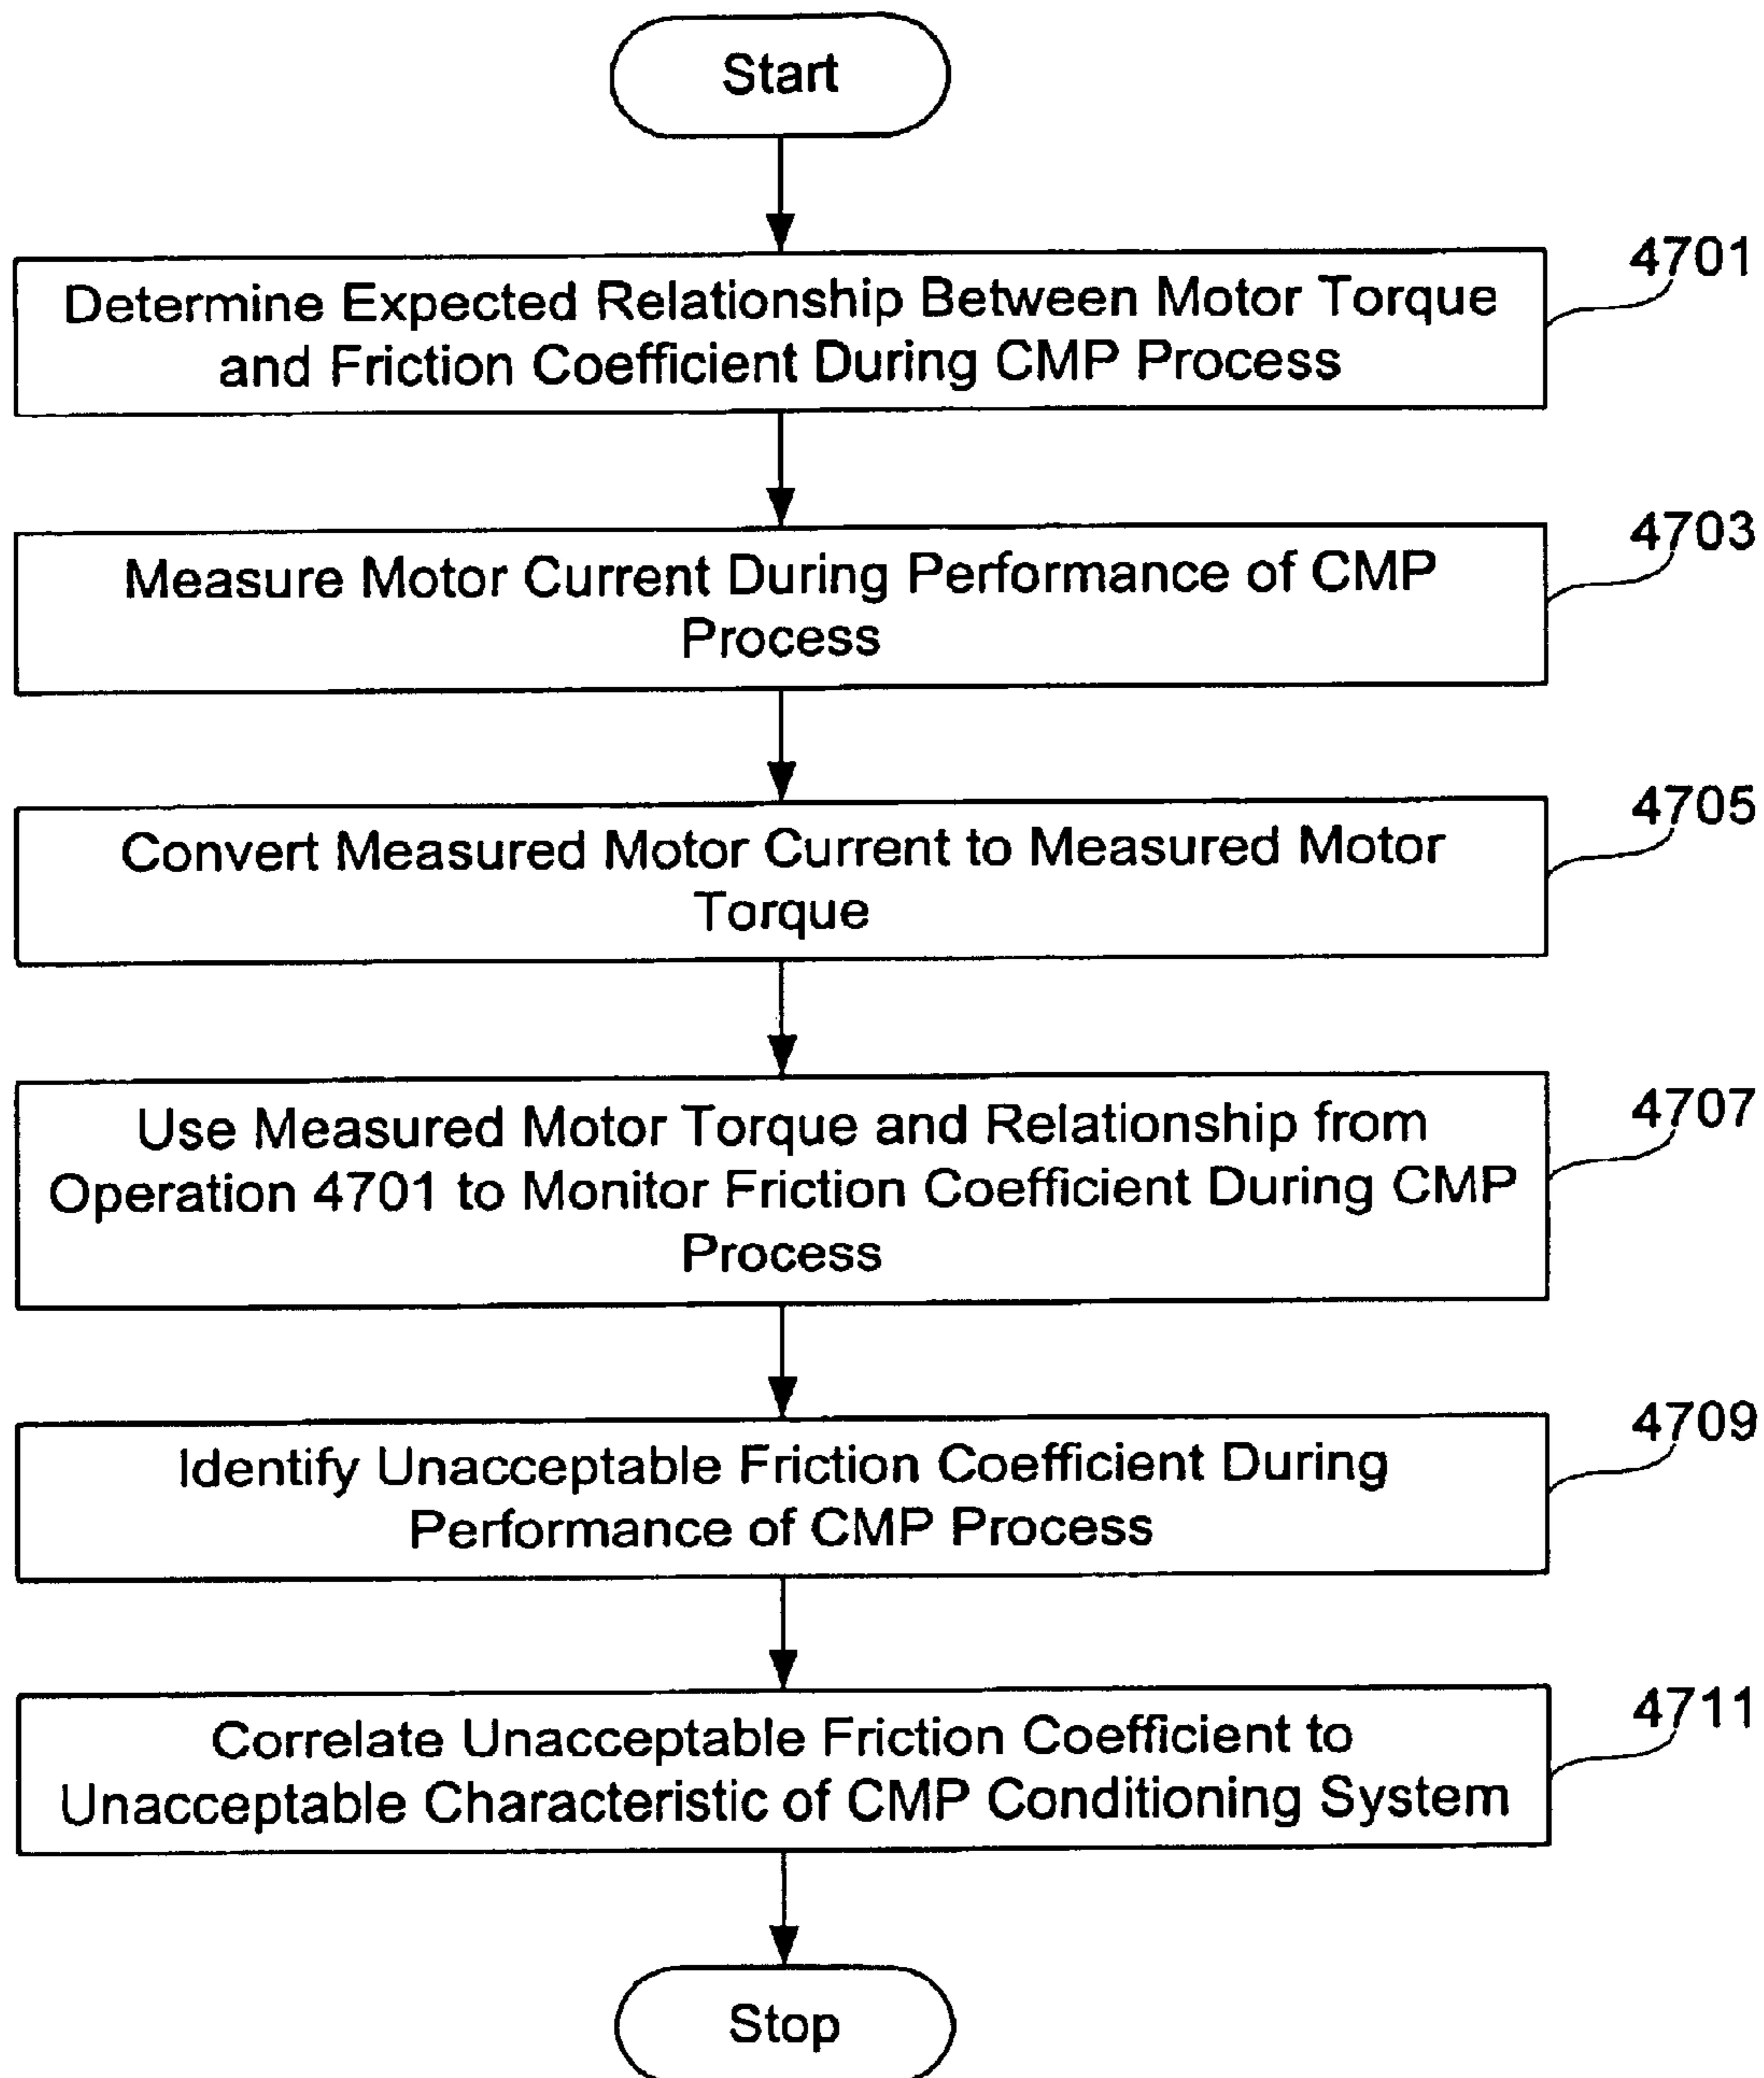 Start
4701
Determine Expected Relationship Between Motor Torque
and Friction Coefficient During CMP Process
4703
Measure Motor Current During Performance of CMP
Process
4705
Convert Measured Motor Current to Measured Motor
Torque
4707
Use Measured Motor Torque and Relationship from
Operation 4701 to Monitor Friction Coefficient During CMP
Process
4709
Identify Unacceptable Friction Coefficient During
Performance of CMP Process
4711
Correlate Unacceptable Friction Coefficient to
Unacceptable Characteristic of CMP Conditioning System
Stop